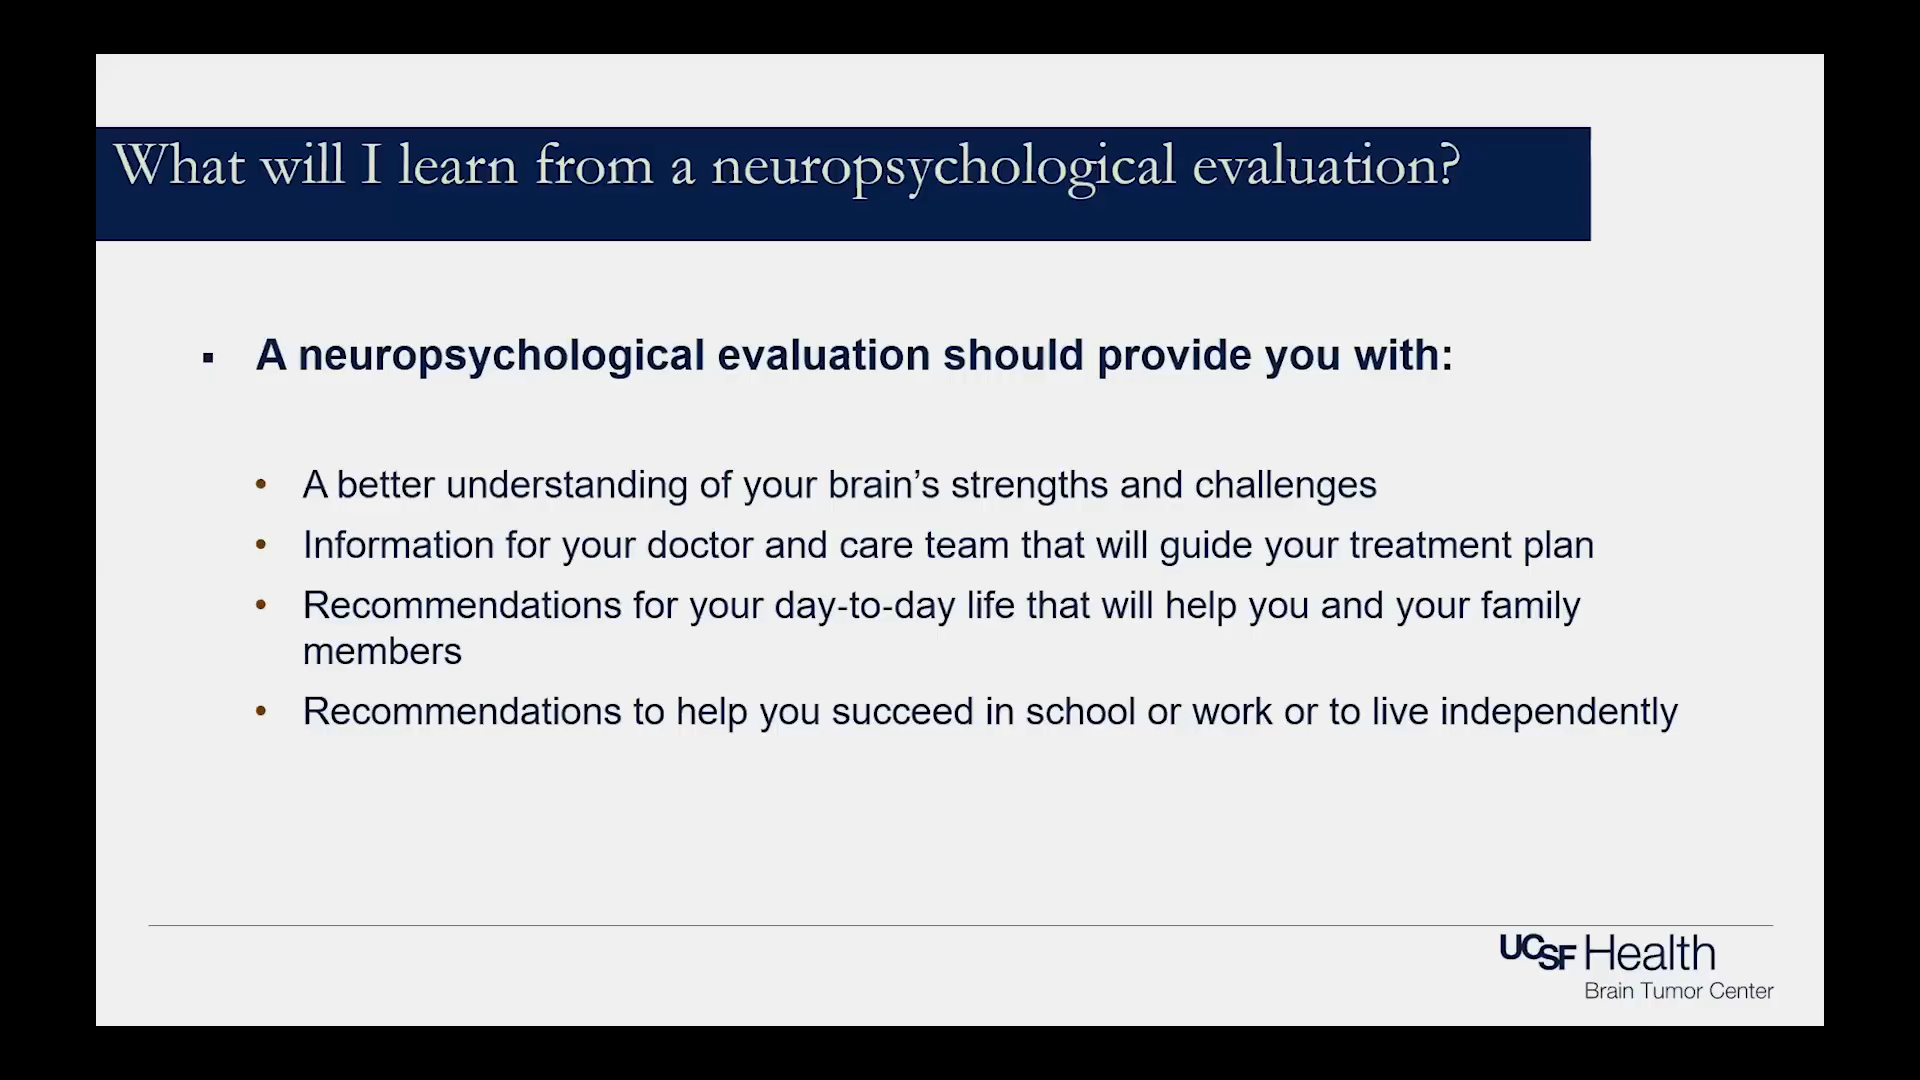 What will I learn from a neuropsychological evaluation?
▪ A neuropsychological evaluation should provide you with:
• A better understanding of your brain’s strengths and challenges
• Information for your doctor and care team that will guide your treatment plan
• Recommendations for your day-to-day life that will help you and your family
members
• Recommendations to help you succeed in school or work or to live independently
UCSF Health
Brain Tumor Center